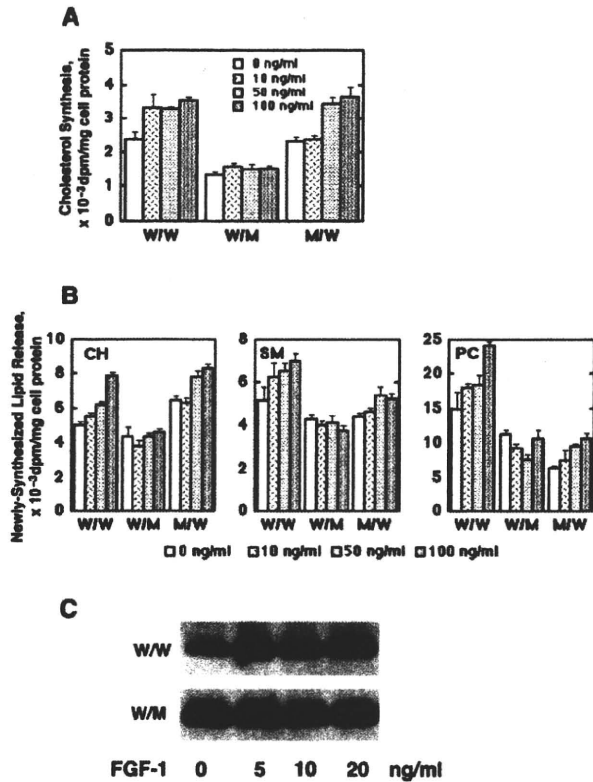 A
Cholesterol Synthesis,
x 10⁻³dpm/mg cell protein
5
4
3
2
1
0
0 ng/ml
10 ng/ml
50 ng/ml
100 ng/ml
W/W W/M M/W
B
Newly-Synthesized Lipid Release,
x 10⁻³dpm/mg cell protein
10
8
6
4
2
0
CH
W/W W/M M/W
8
6
4
2
0
SM
W/W W/M M/W
25
20
15
10
5
0
PC
W/W W/M M/W
0 ng/ml 10 ng/ml 50 ng/ml 100 ng/ml
C
W/W
W/M
FGF-1 0 5 10 20 ng/ml